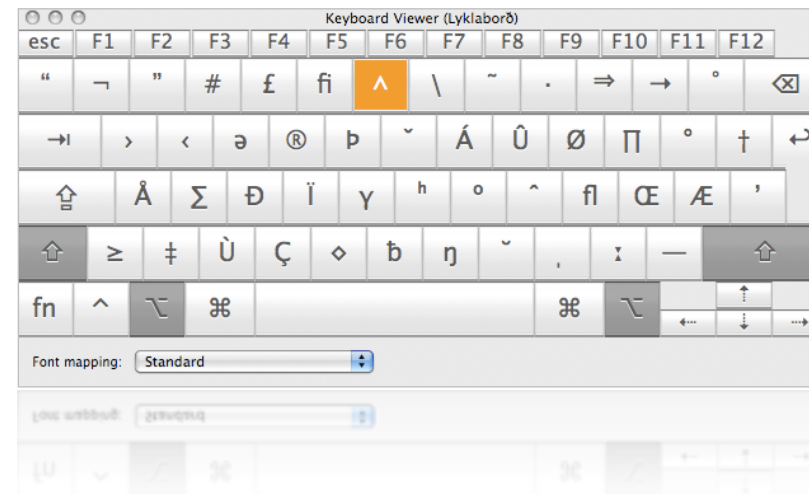 Keyboard Viewer (Lyklaborð)
esc F1 F2 F3 F4 F5 F6 F7 F8 F9 F10 F11 F12
“ ¬ ” # £ fi ^ \ ˜ · ⇒ → ° ⌫
⇥ › ‹ ə ® Þ ˇ Á Û Ø ∏ ° †
⇪ Å Σ Đ Ï Y ʰ º ˆ fl Œ Æ ’
⇧ ≥ ‡ Ù Ç ⋄ ƀ ŋ ˘ ˌ ː — ⇧
fn ^ ⌥ ⌘ ⌘ ⌥ ⇡
⇠ ⇣ ⇢
Font mapping: Standard